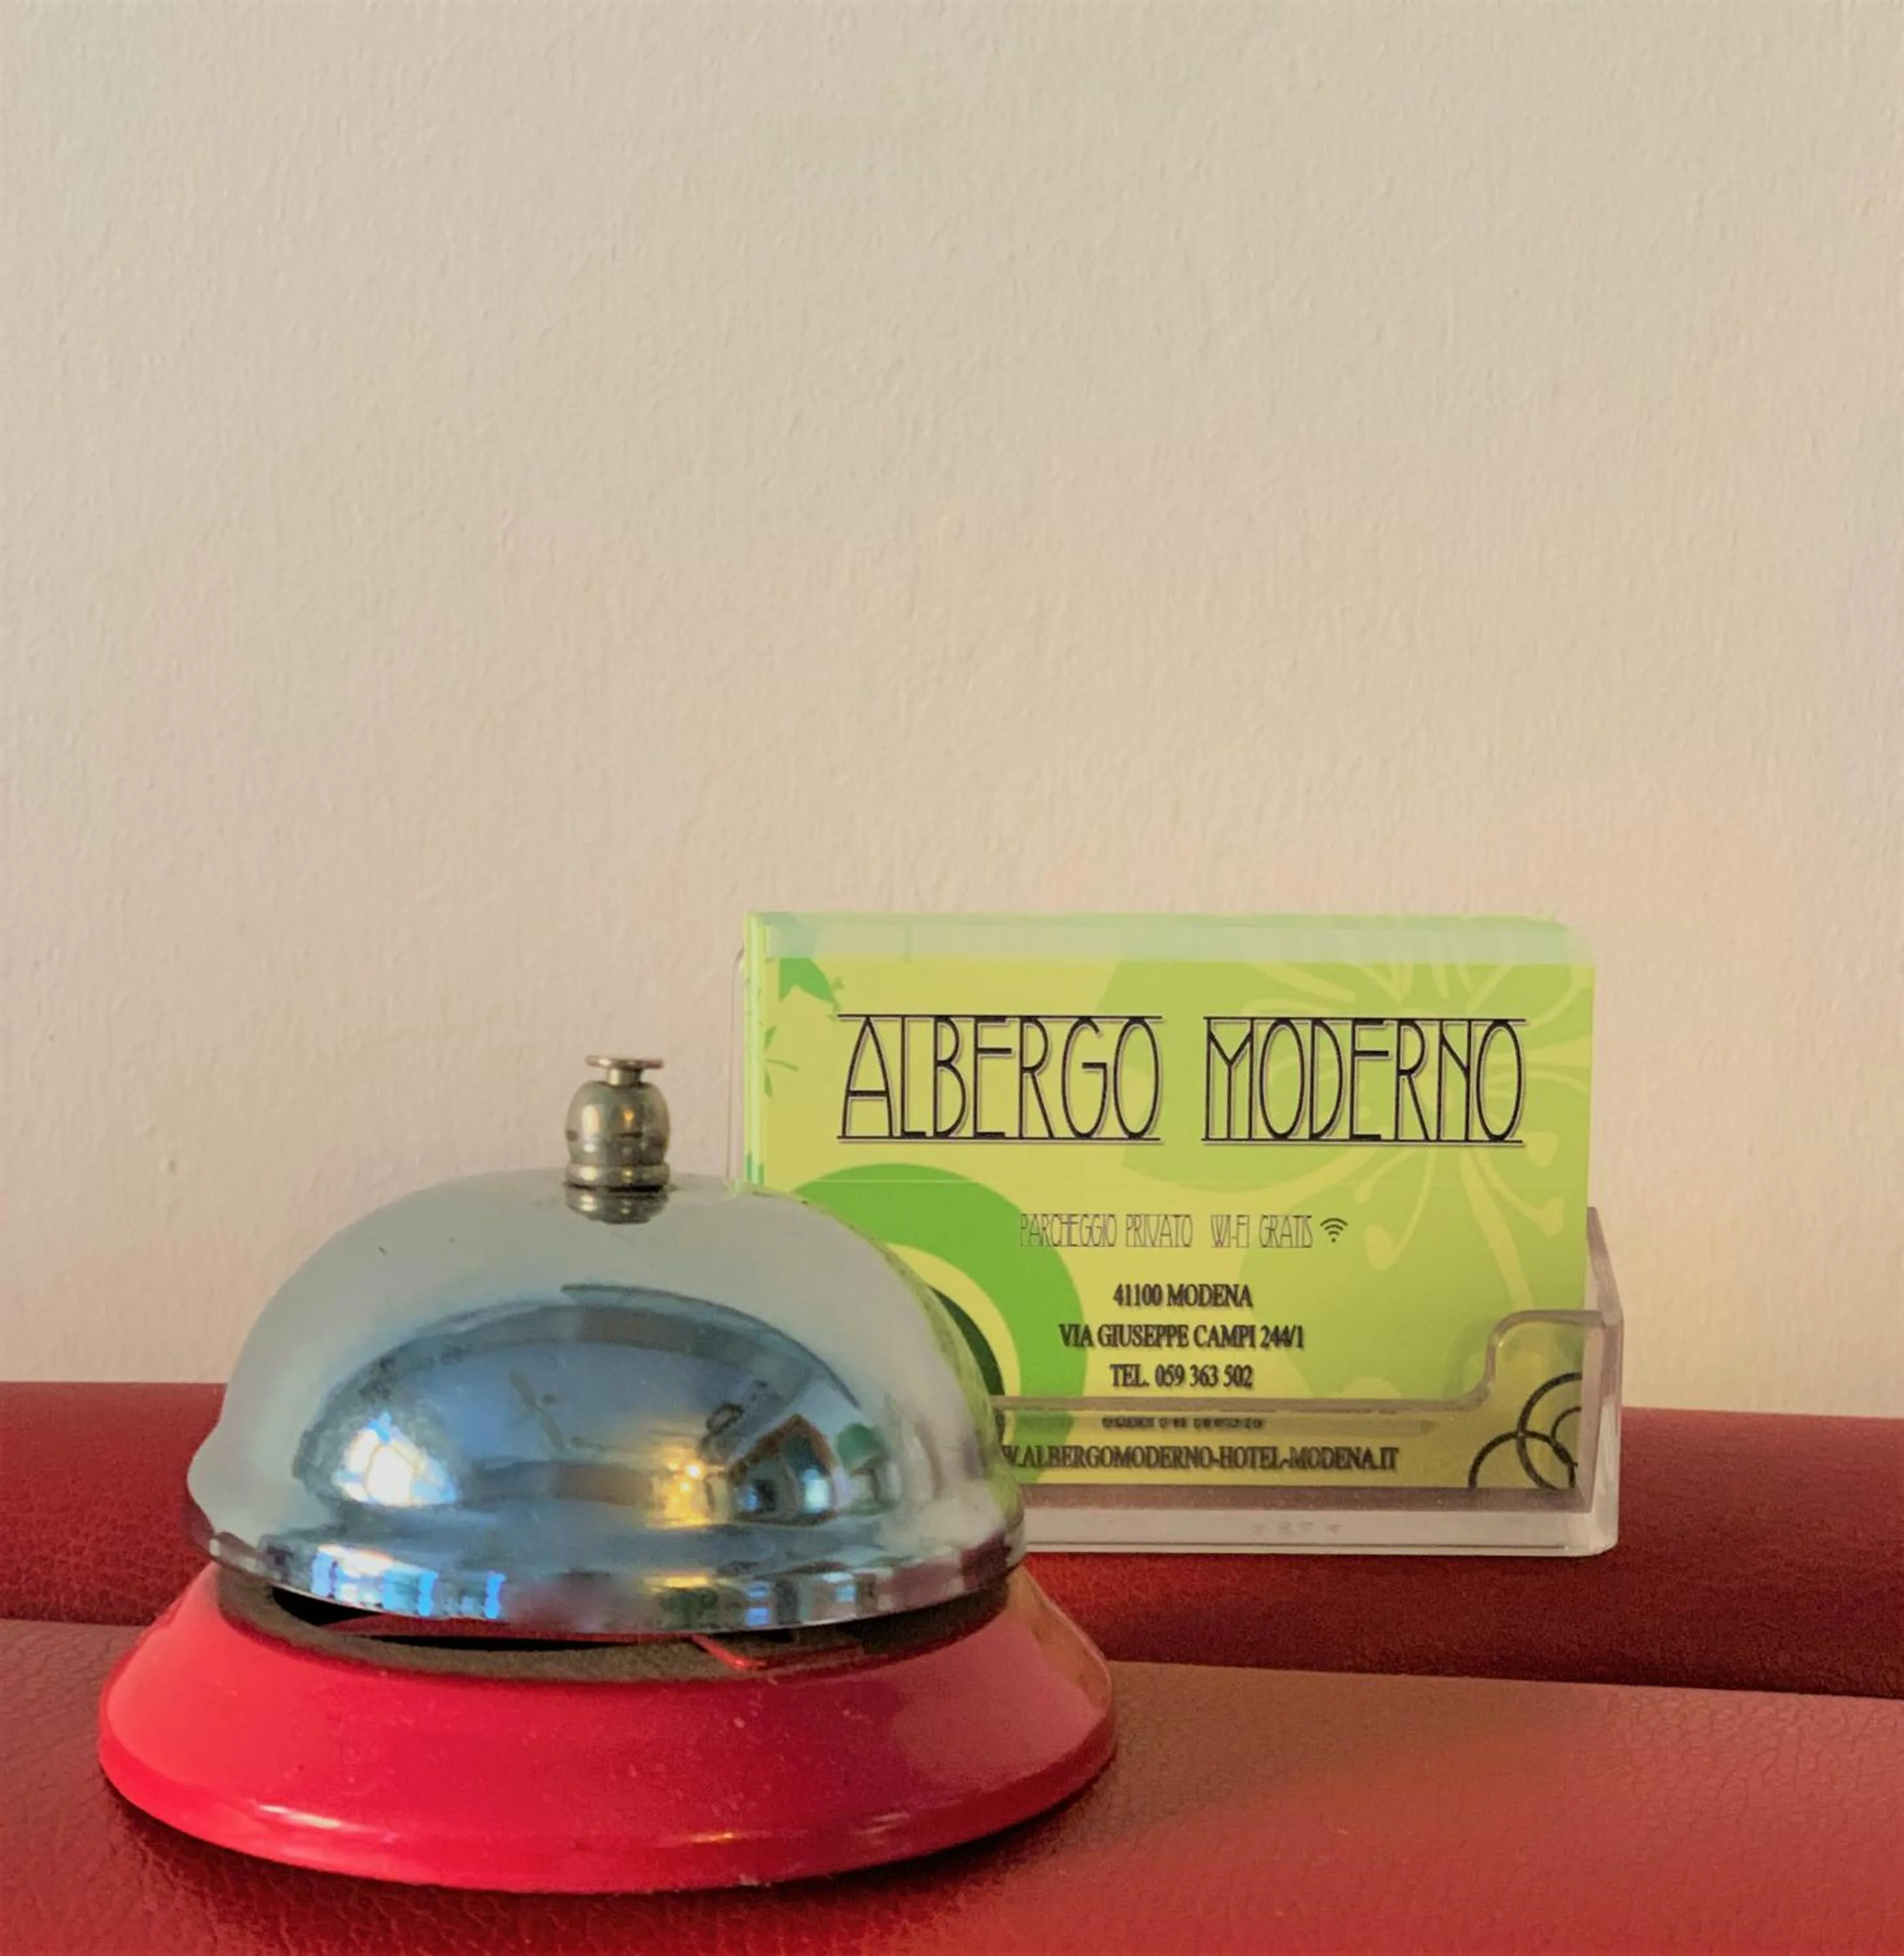 ALBERGO MODERNO
PARCHEGGIO PRIVATO WI-FI GRATIS
41100 MODENA
VIA GIUSEPPE CAMPI 244/1
TEL. 059 363 502
.ALBERGOMODERNO-HOTEL-MODENA.IT